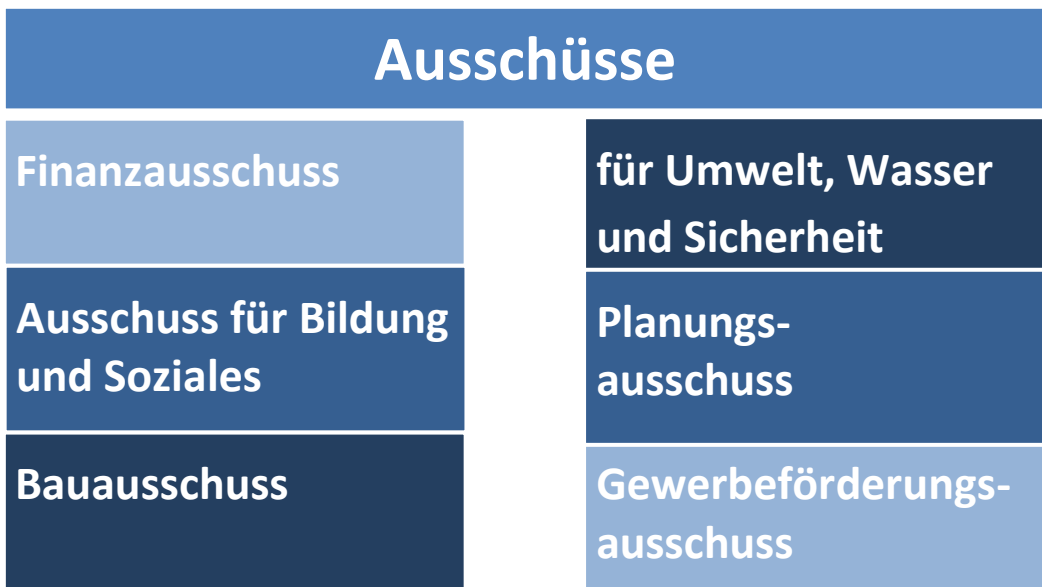 Ausschüsse
Finanzausschuss
Ausschuss für Bildung
und Soziales
Bauausschuss
für Umwelt, Wasser
und Sicherheit
Planungs-
ausschuss
Gewerbeförderungs-
ausschuss